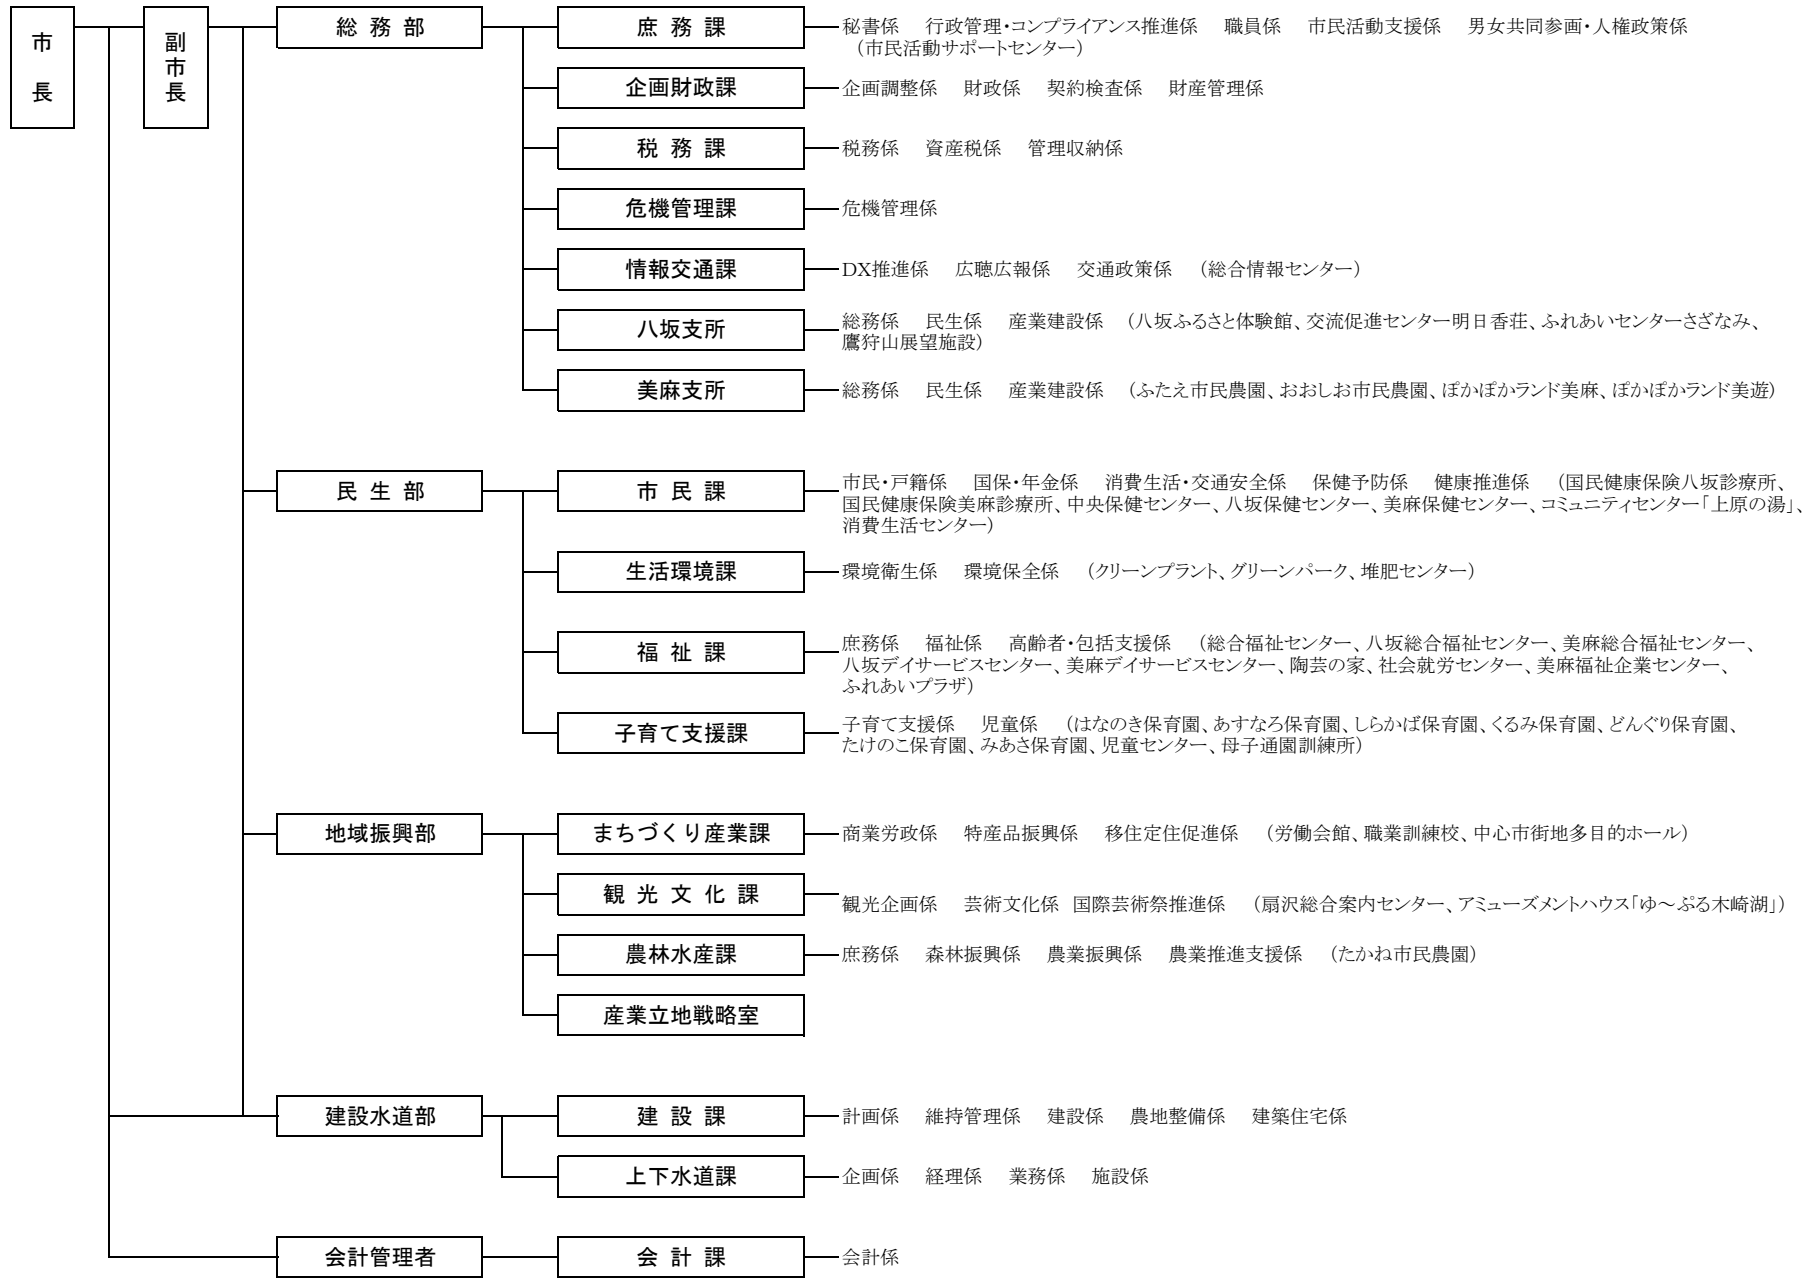 市長
副市長
総務部
庶務課
秘書係 行政管理・コンプライアンス推進係 職員係 市民活動支援係 男女共同参画・人権政策係
（市民活動サポートセンター）
企画財政課
企画調整係 財政係 契約検査係 財産管理係
税務課
税務係 資産税係 管理収納係
危機管理課
危機管理係
情報交通課
DX推進係 広聴広報係 交通政策係 （総合情報センター）
八坂支所
総務係 民生係 産業建設係 （八坂ふるさと体験館、交流促進センター明日香荘、ふれあいセンターさざなみ、
鷹狩山展望施設）
美麻支所
総務係 民生係 産業建設係 （ふたえ市民農園、おおしお市民農園、ぽかぽかランド美麻、ぽかぽかランド美遊）
民生部
市民課
市民・戸籍係 国保・年金係 消費生活・交通安全係 保健予防係 健康推進係 （国民健康保険八坂診療所、
国民健康保険美麻診療所、中央保健センター、八坂保健センター、美麻保健センター、コミュニティセンター「上原の湯」、
消費生活センター）
生活環境課
環境衛生係 環境保全係 （クリーンプラント、グリーンパーク、堆肥センター）
福祉課
庶務係 福祉係 高齢者・包括支援係 （総合福祉センター、八坂総合福祉センター、美麻総合福祉センター、
八坂デイサービスセンター、美麻デイサービスセンター、陶芸の家、社会就労センター、美麻福祉企業センター、
ふれあいプラザ）
子育て支援課
子育て支援係 児童係 （はなのき保育園、あすなろ保育園、しらかば保育園、くるみ保育園、どんぐり保育園、
たけのこ保育園、みあさ保育園、児童センター、母子通園訓練所）
地域振興部
まちづくり産業課
商業労政係 特産品振興係 移住定住促進係 （労働会館、職業訓練校、中心市街地多目的ホール）
観光文化課
観光企画係 芸術文化係 国際芸術祭推進係 （扇沢総合案内センター、アミューズメントハウス「ゆ～ぷる木崎湖」）
農林水産課
庶務係 森林振興係 農業振興係 農業推進支援係 （たかね市民農園）
産業立地戦略室
建設水道部
建設課
計画係 維持管理係 建設係 農地整備係 建築住宅係
上下水道課
企画係 経理係 業務係 施設係
会計管理者
会計課
会計係